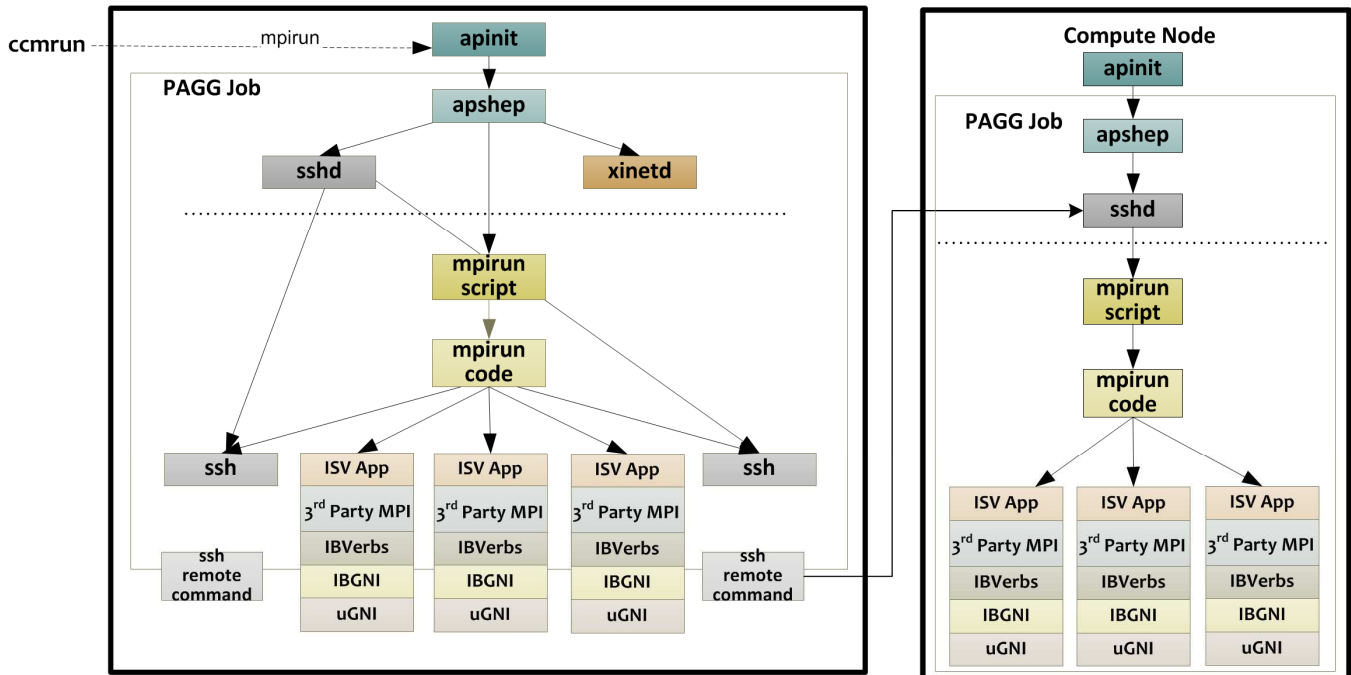 ccmrun
mpirun
apinit
PAGG Job
apshep
sshd
xinetd
mpirun
script
mpirun
code
ssh
ISV App
ISV App
ISV App
ssh
3rd Party MPI
3rd Party MPI
3rd Party MPI
IBVerbs
IBVerbs
IBVerbs
ssh
remote
command
IBGNI
IBGNI
IBGNI
ssh
remote
command
uGNI
uGNI
uGNI
Compute Node
apinit
PAGG Job
apshep
sshd
mpirun
script
mpirun
code
ISV App
ISV App
ISV App
3rd Party MPI
3rd Party MPI
3rd Party MPI
IBVerbs
IBVerbs
IBVerbs
IBGNI
IBGNI
IBGNI
uGNI
uGNI
uGNI